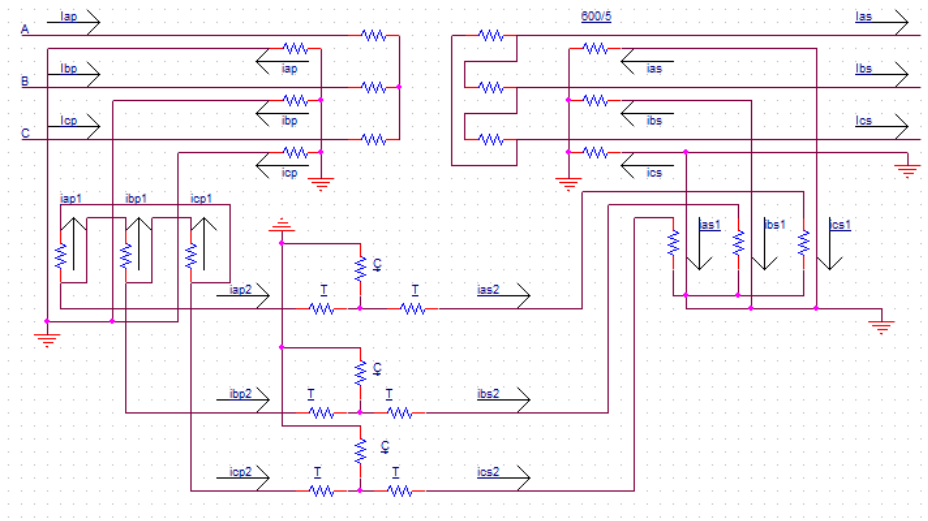 Iap 600/5 Ias
A
iap ias
Ibp Ibs
B
ibp ibs
Icp Ics
C
icp ics
iap1 ibp1 icp1
ias1 ibs1 ics1
Ç
iap2 T T ias2
Ç
ibp2 T T ibs2
Ç
icp2 T T ics2